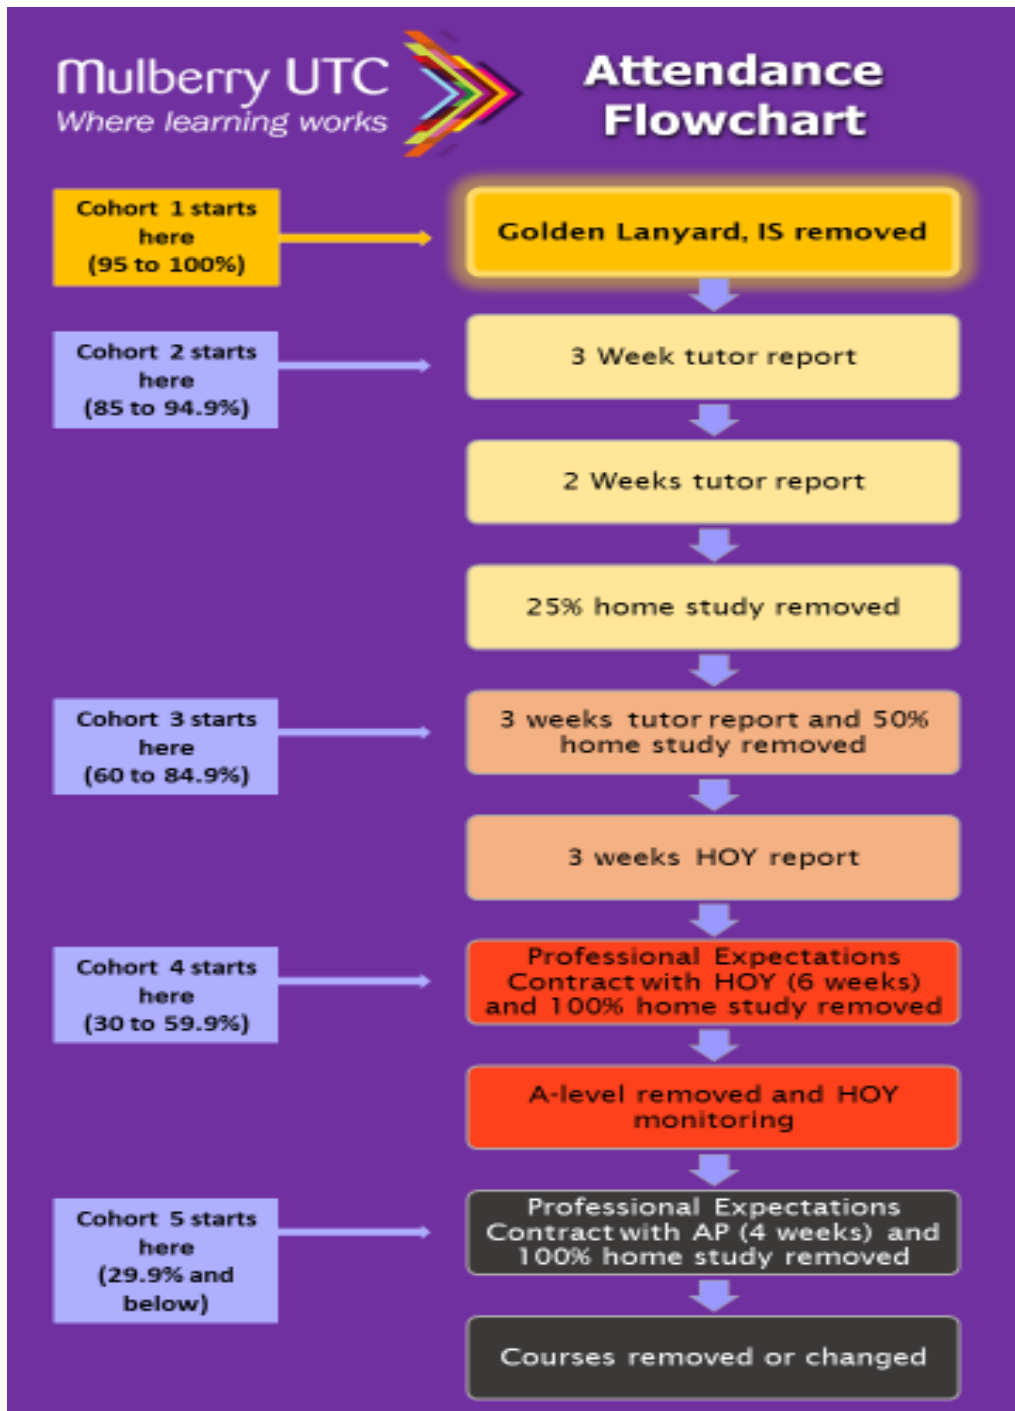 Mulberry UTC
Where learning works
Attendance
Flowchart
Cohort 1 starts
here
(95 to 100%)
Golden Lanyard, IS removed
Cohort 2 starts
here
(85 to 94.9%)
3 Week tutor report
2 Weeks tutor report
25% home study removed
Cohort 3 starts
here
(60 to 84.9%)
3 weeks tutor report and 50%
home study removed
3 weeks HOY report
Cohort 4 starts
here
(30 to 59.9%)
Professional Expectations
Contract with HOY (6 weeks)
and 100% home study removed
A-level removed and HOY
monitoring
Cohort 5 starts
here
(29.9% and
below)
Professional Expectations
Contract with AP (4 weeks) and
100% home study removed
Courses removed or changed